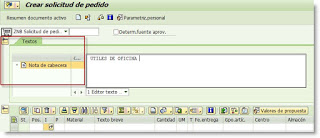 Crear solicitud de pedido
Resumen documento activo
Parametriz.personal
ZNB Solicitud de pedi.
Determ.fuente aprov.
Textos
Nota de cabecera
UTILES DE OFICINA
Editor texto
St. Pos. I P Material Texto breve Cantidad UM T Fe.entrega Gpo.artíc. Centro Almacén
Valores de propuesta